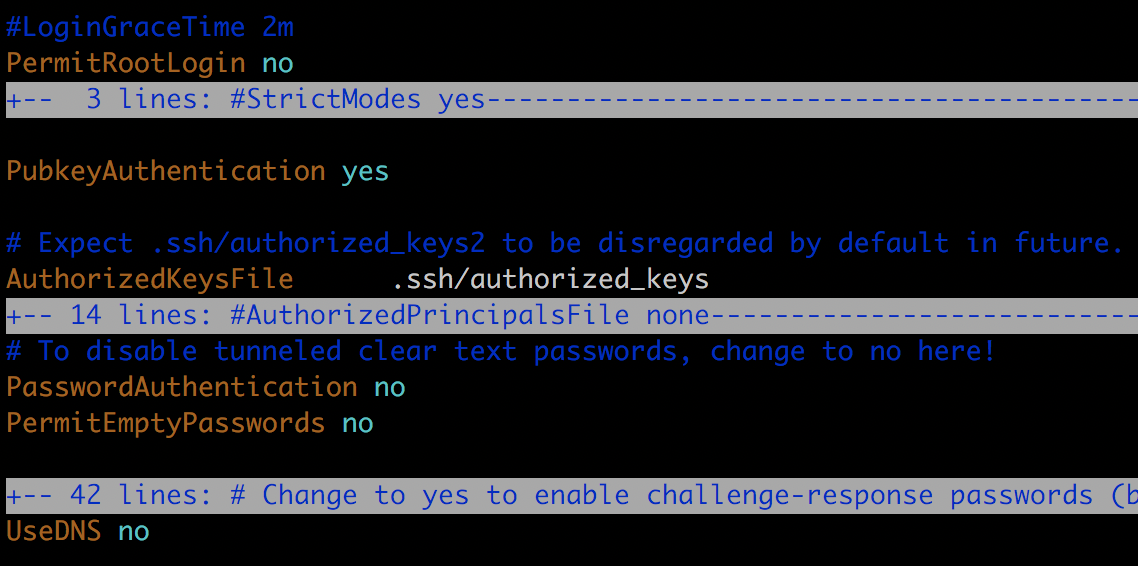 #LoginGraceTime 2m
PermitRootLogin no
+--  3 lines: #StrictModes yes-----------------------------------------
PubkeyAuthentication yes
# Expect .ssh/authorized_keys2 to be disregarded by default in future.
AuthorizedKeysFile      .ssh/authorized_keys
+-- 14 lines: #AuthorizedPrincipalsFile none---------------------------
# To disable tunneled clear text passwords, change to no here!
PasswordAuthentication no
PermitEmptyPasswords no
+-- 42 lines: # Change to yes to enable challenge-response passwords (b
UseDNS no